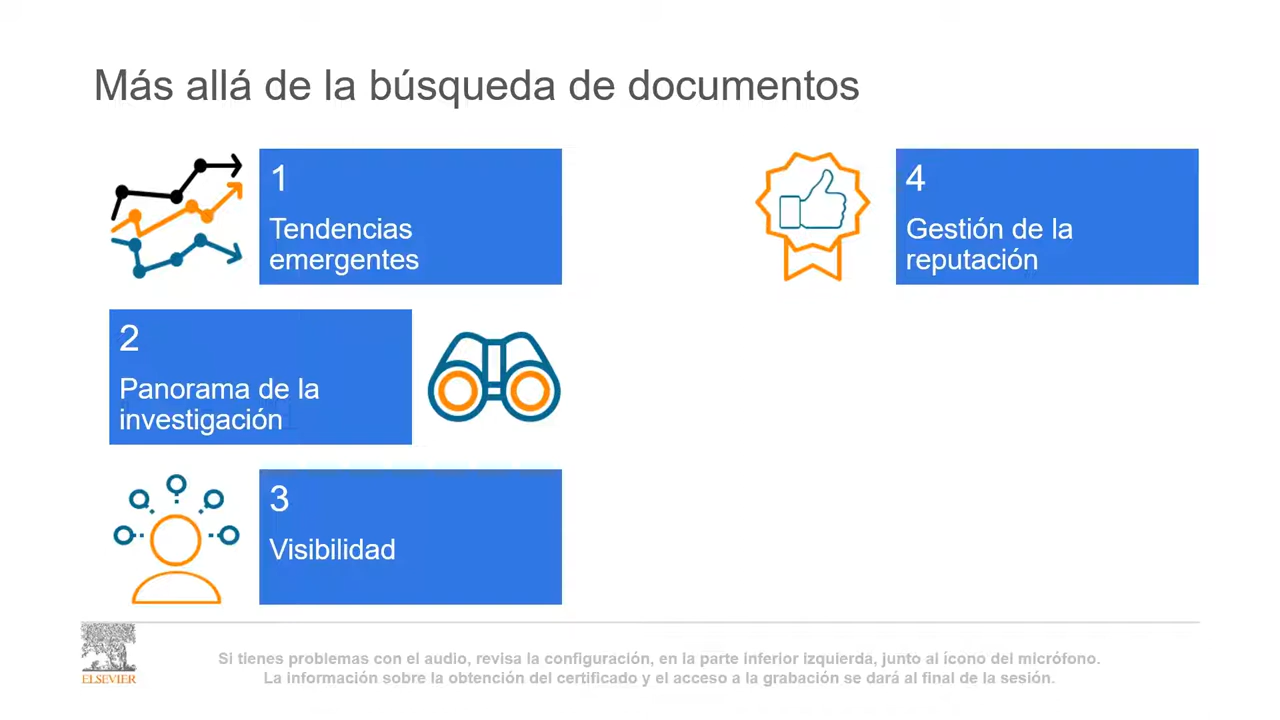 Más allá de la búsqueda de documentos
1
Tendencias
emergentes
2
Panorama de la
investigación
3
Visibilidad
4
Gestión de la
reputación
ELSEVIER
Si tienes problemas con el audio, revisa la configuración, en la parte inferior izquierda, junto al ícono del micrófono.
La información sobre la obtención del certificado y el acceso a la grabación se dará al final de la sesión.